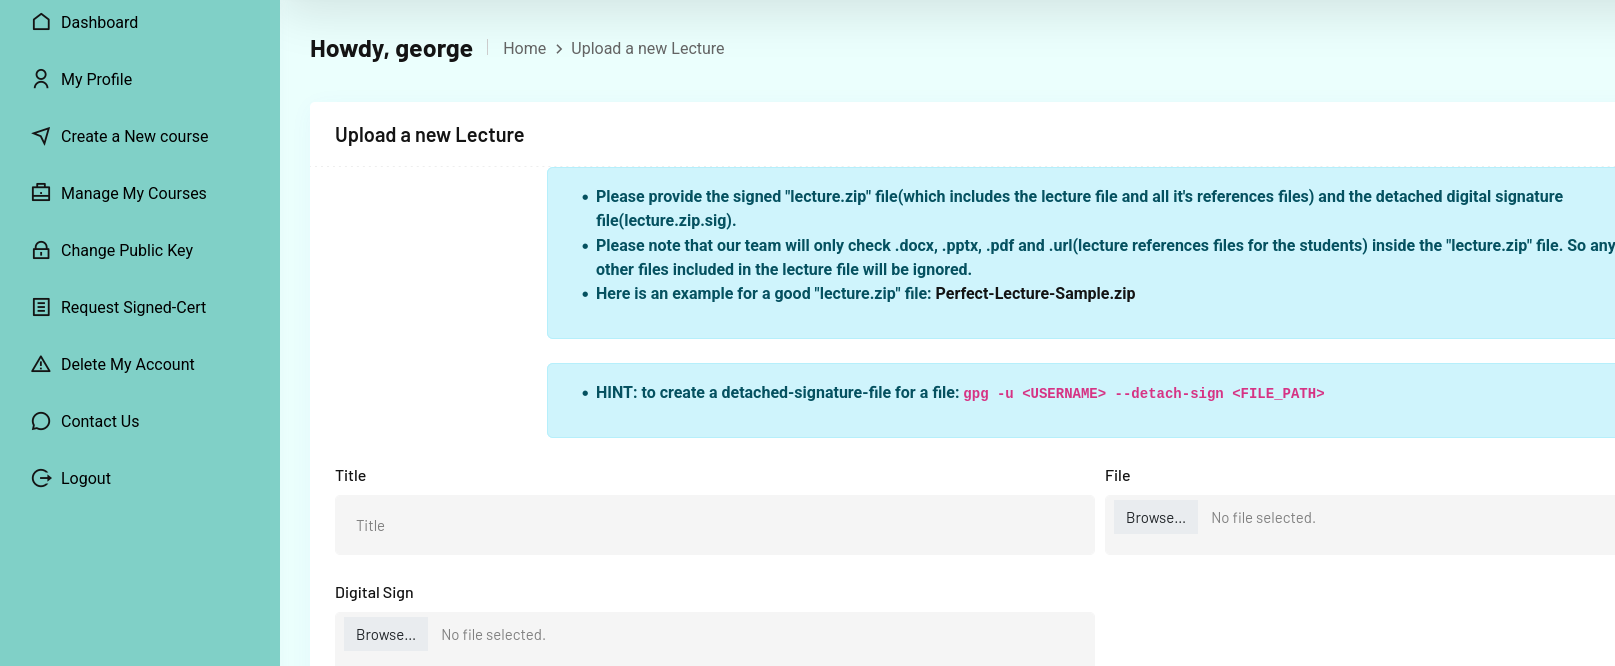 Dashboard
My Profile
Create a New course
Manage My Courses
Change Public Key
Request Signed-Cert
Delete My Account
Contact Us
Logout
Howdy, george
Home > Upload a new Lecture
Upload a new Lecture
• Please provide the signed "lecture.zip" file(which includes the lecture file and all it's references files) and the detached digital signature
file(lecture.zip.sig).
• Please note that our team will only check .docx, .pptx, .pdf and .url(lecture references files for the students) inside the "lecture.zip" file. So any
other files included in the lecture file will be ignored.
• Here is an example for a good "lecture.zip" file: Perfect-Lecture-Sample.zip
• HINT: to create a detached-signature-file for a file: gpg -u <USERNAME> --detach-sign <FILE_PATH>
Title
Title
File
Browse... No file selected.
Digital Sign
Browse... No file selected.